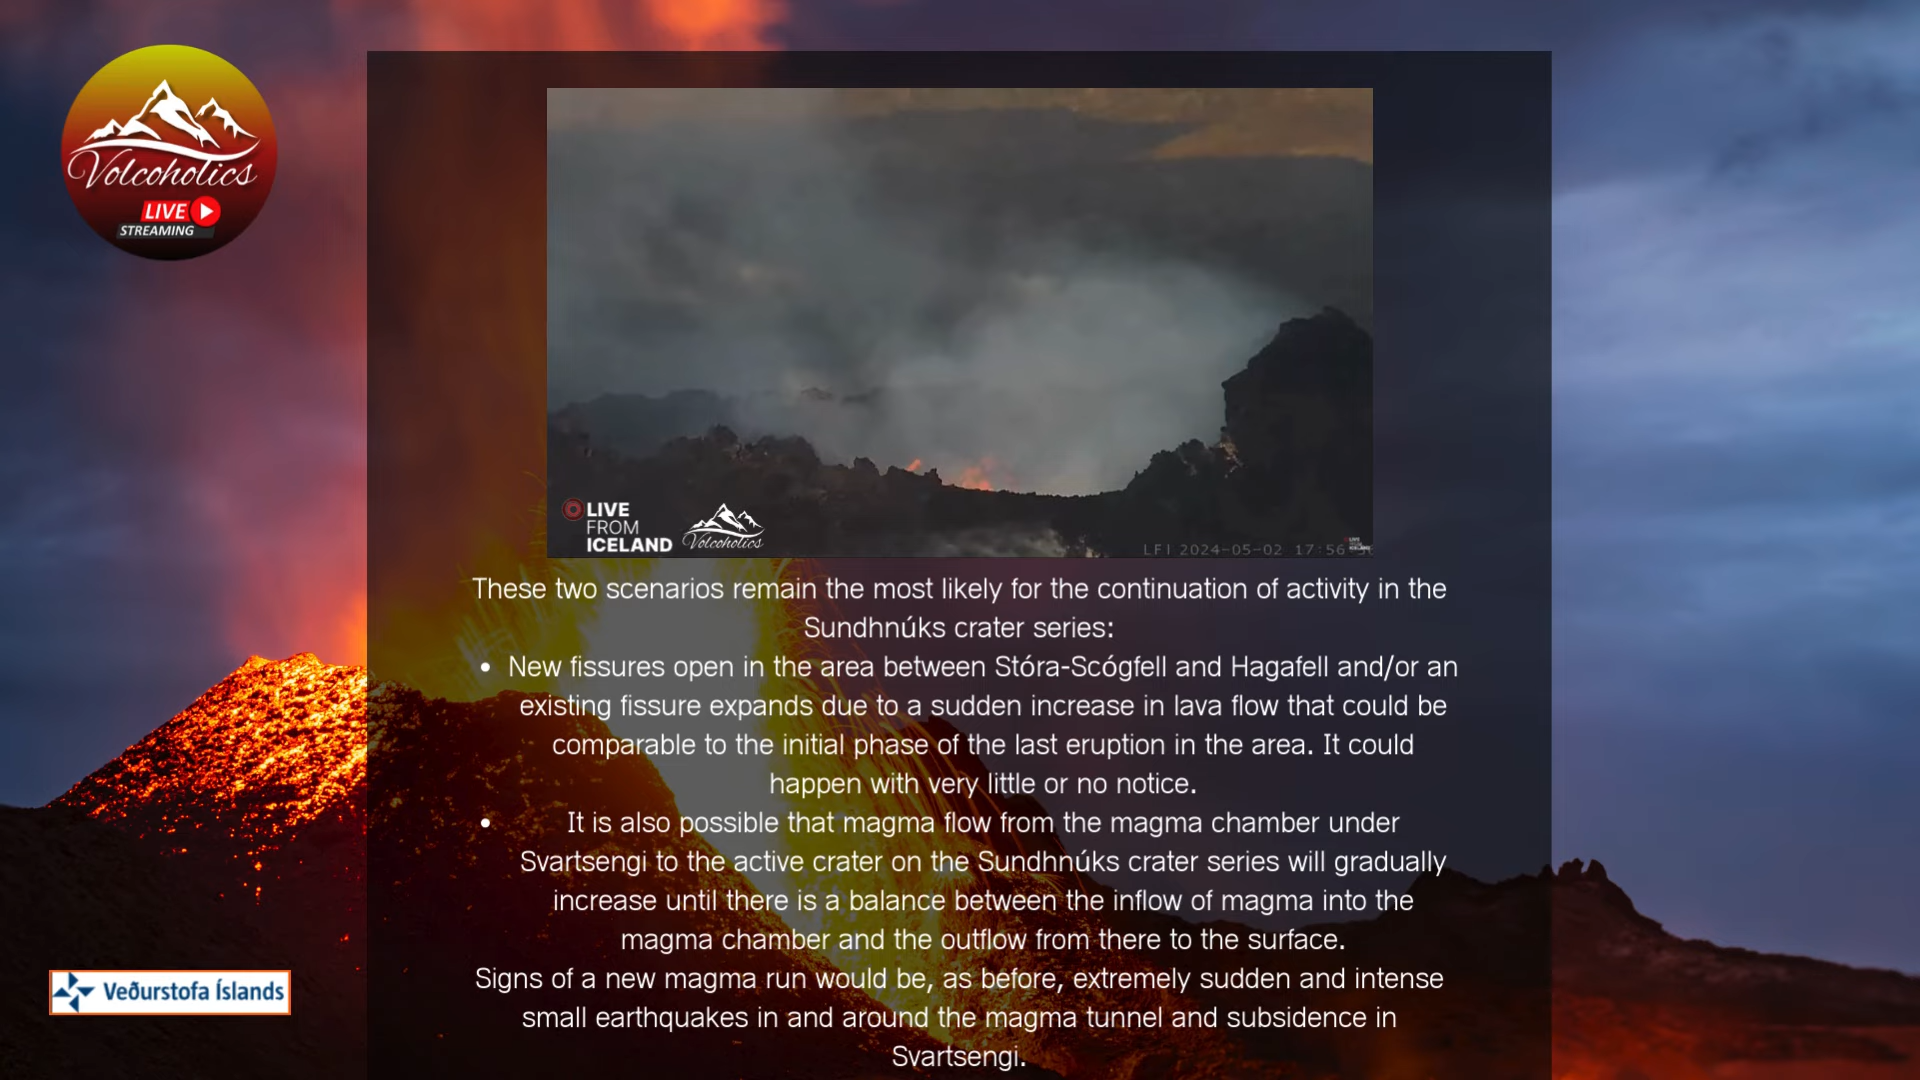 Volcoholics
LIVE
STREAMING
LIVE
FROM
ICELAND
Volcoholics
LFI 2024-05-02 17:56
These two scenarios remain the most likely for the continuation of activity in the
Sundhnúks crater series:
• New fissures open in the area between Stóra-Scógfell and Hagafell and/or an
existing fissure expands due to a sudden increase in lava flow that could be
comparable to the initial phase of the last eruption in the area. It could
happen with very little or no notice.
• It is also possible that magma flow from the magma chamber under
Svartsengi to the active crater on the Sundhnúks crater series will gradually
increase until there is a balance between the inflow of magma into the
magma chamber and the outflow from there to the surface.
Signs of a new magma run would be, as before, extremely sudden and intense
small earthquakes in and around the magma tunnel and subsidence in
Svartsengi.
Veðurstofa Íslands